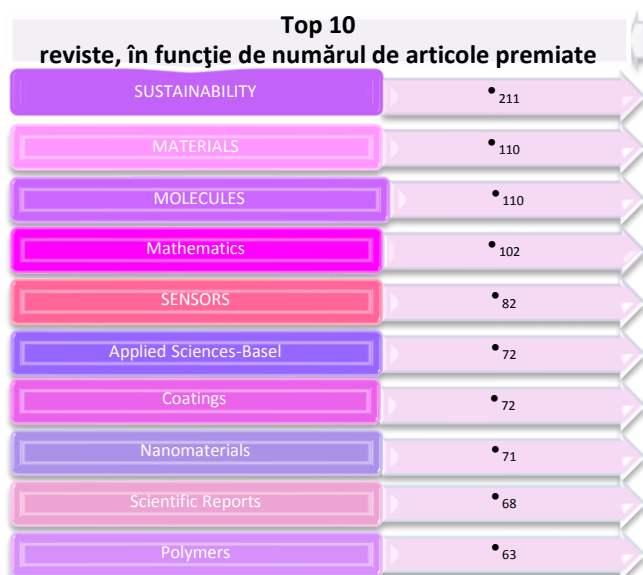 Top 10
reviste, în funcţie de numărul de articole premiate
SUSTAINABILITY
• 211
MATERIALS
• 110
MOLECULES
• 110
Mathematics
• 102
SENSORS
• 82
Applied Sciences-Basel
• 72
Coatings
• 72
Nanomaterials
• 71
Scientific Reports
• 68
Polymers
• 63